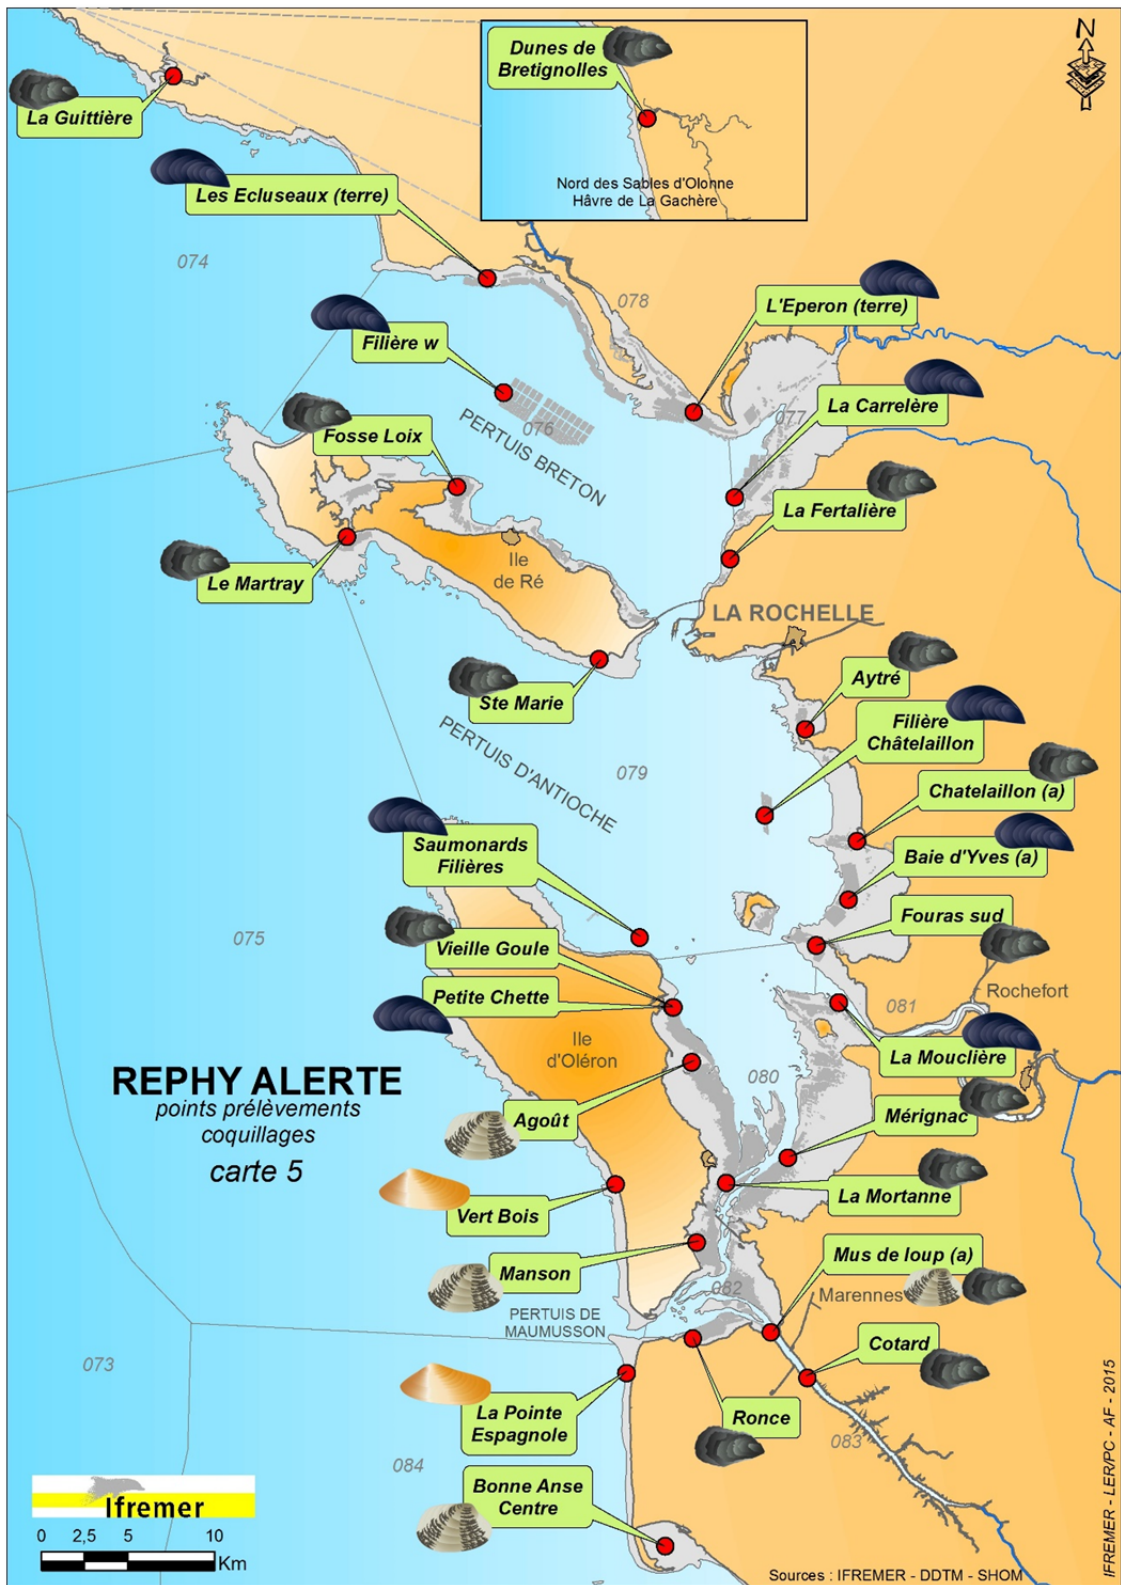 N
Dunes de
Bretignolles
La Guittière
Nord des Sables d'Olonne
Hâvre de La Gachère
Les Ecluseaux (terre)
074
078
L'Eperon (terre)
Filière w
La Carrelère
077
076
PERTUIS BRETON
Fosse Loix
La Fertalière
Ile
de Ré
Le Martray
LA ROCHELLE
Aytré
Ste Marie
Filière
Châtelaillon
PERTUIS D'ANTIOCHE
079
Chatelaillon (a)
Saumonards
Filières
Baie d'Yves (a)
Fouras sud
075
Vieille Goule
Rochefort
Petite Chette
081
Ile
d'Oléron
La Mouclière
REPHY ALERTE
points prélèvements
coquillages
carte 5
080
Agoût
Mérignac
La Mortanne
Vert Bois
Mus de loup (a)
Manson
Marennes
082
PERTUIS DE
MAUMUSSON
Cotard
073
La Pointe
Espagnole
Ronce
083
084
Bonne Anse
Centre
Ifremer
0 2,5 5 10
Km
Sources : IFREMER - DDTM - SHOM
IFREMER - LER/PC - AF - 2015